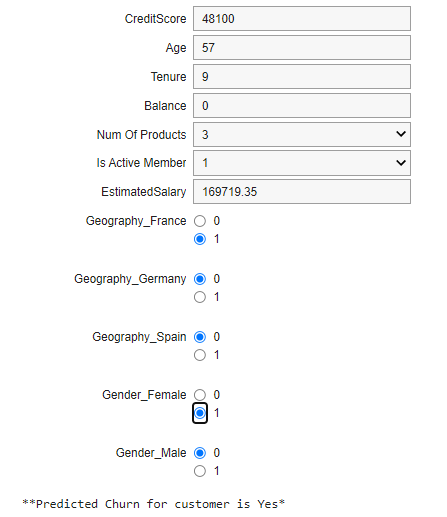 CreditScore 48100
Age 57
Tenure 9
Balance 0
Num Of Products 3
Is Active Member 1
EstimatedSalary 169719.35
Geography_France 0
1
Geography_Germany 0
1
Geography_Spain 0
1
Gender_Female 0
1
Gender_Male 0
1
**Predicted Churn for customer is Yes*